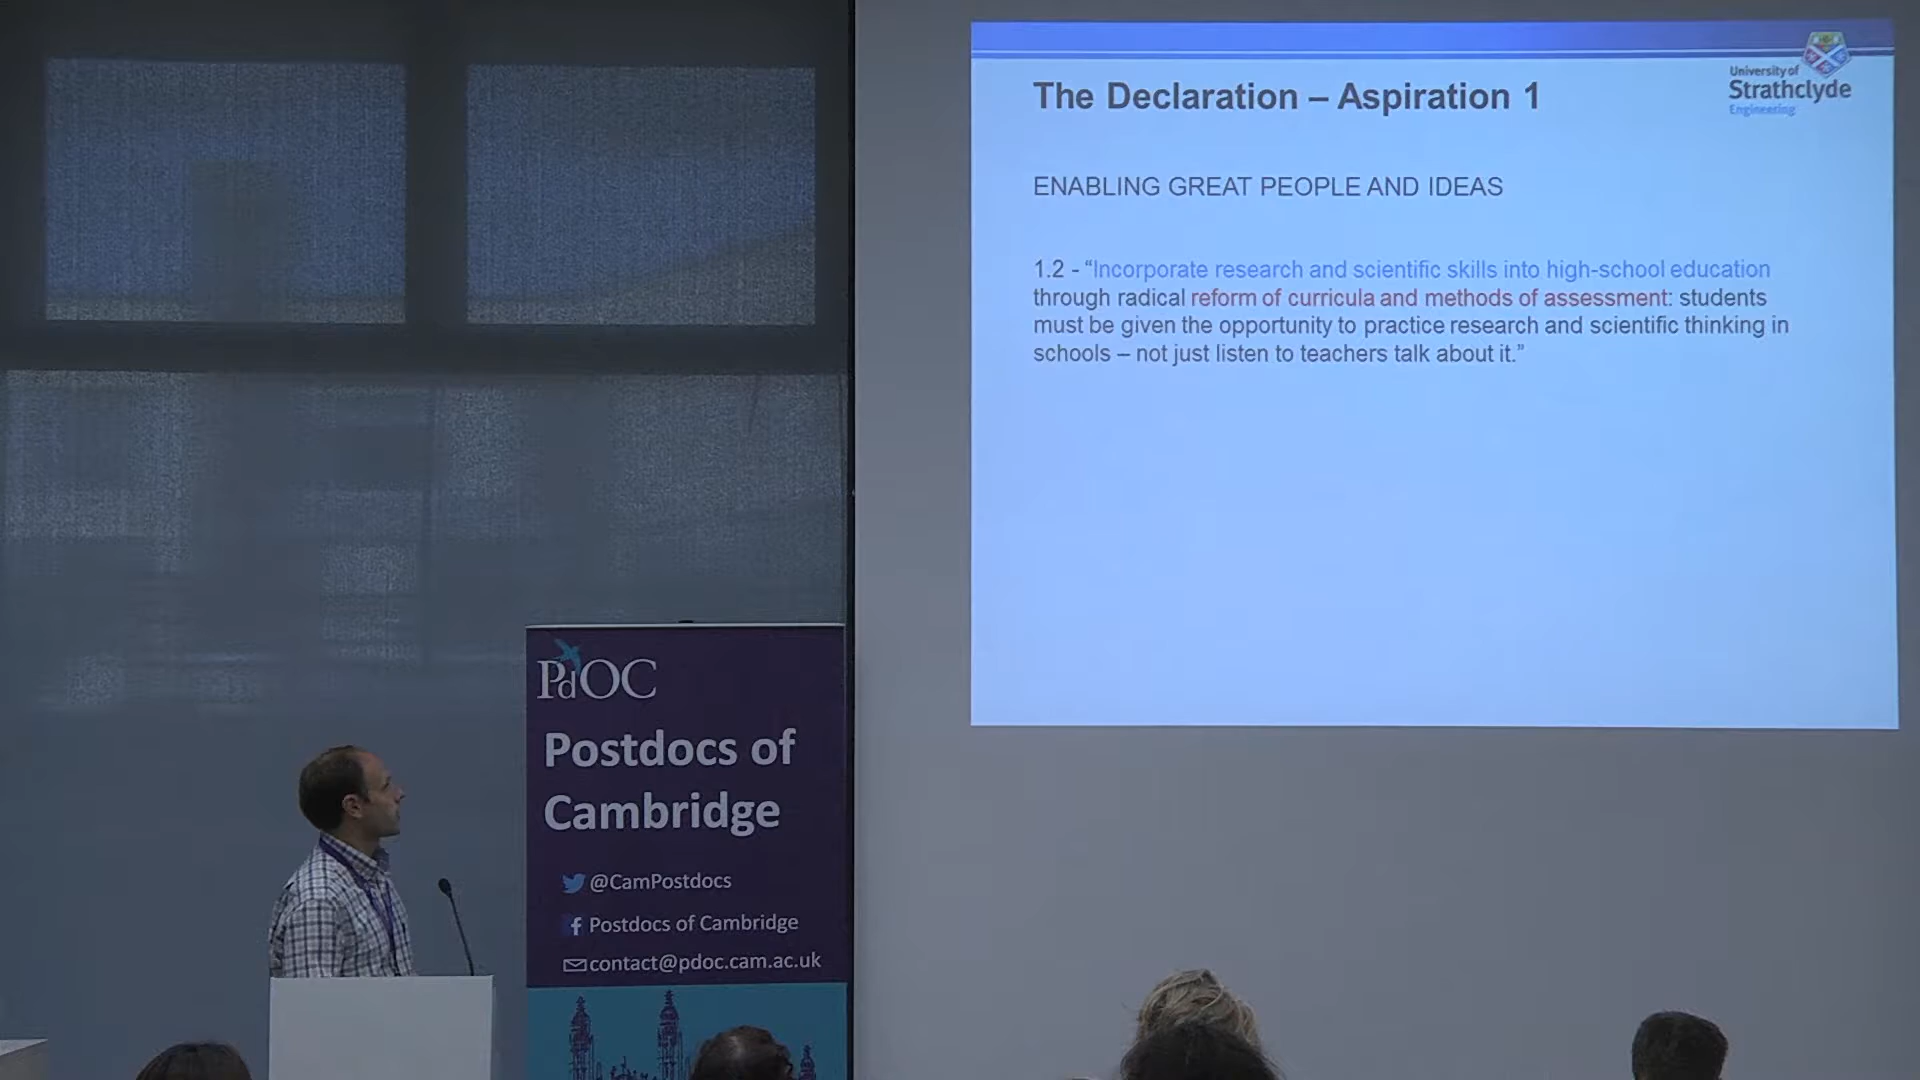 The Declaration – Aspiration 1
University of
Strathclyde
Engineering
ENABLING GREAT PEOPLE AND IDEAS
1.2 - “Incorporate research and scientific skills into high-school education
through radical reform of curricula and methods of assessment: students
must be given the opportunity to practice research and scientific thinking in
schools – not just listen to teachers talk about it.”
PdOC
Postdocs of
Cambridge
@CamPostdocs
f Postdocs of Cambridge
contact@pdoc.cam.ac.uk